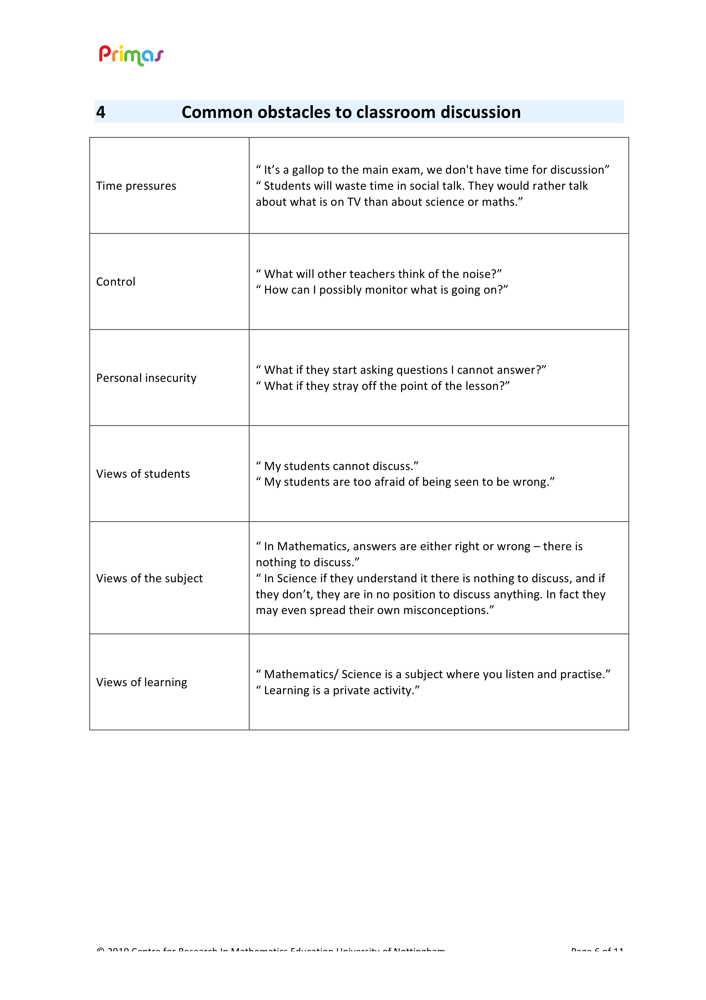 Primas
4 Common obstacles to classroom discussion
Time pressures
“ It’s a gallop to the main exam, we don't have time for discussion”
“ Students will waste time in social talk. They would rather talk
about what is on TV than about science or maths.”
Control
“ What will other teachers think of the noise?”
“ How can I possibly monitor what is going on?”
Personal insecurity
“ What if they start asking questions I cannot answer?”
“ What if they stray off the point of the lesson?”
Views of students
“ My students cannot discuss.”
“ My students are too afraid of being seen to be wrong.”
Views of the subject
“ In Mathematics, answers are either right or wrong – there is
nothing to discuss.”
“ In Science if they understand it there is nothing to discuss, and if
they don’t, they are in no position to discuss anything. In fact they
may even spread their own misconceptions.”
Views of learning
“ Mathematics/ Science is a subject where you listen and practise.”
“ Learning is a private activity.”
© 2010 Centre for Research In Mathematics Education University of Nottingham Page 6 of 11